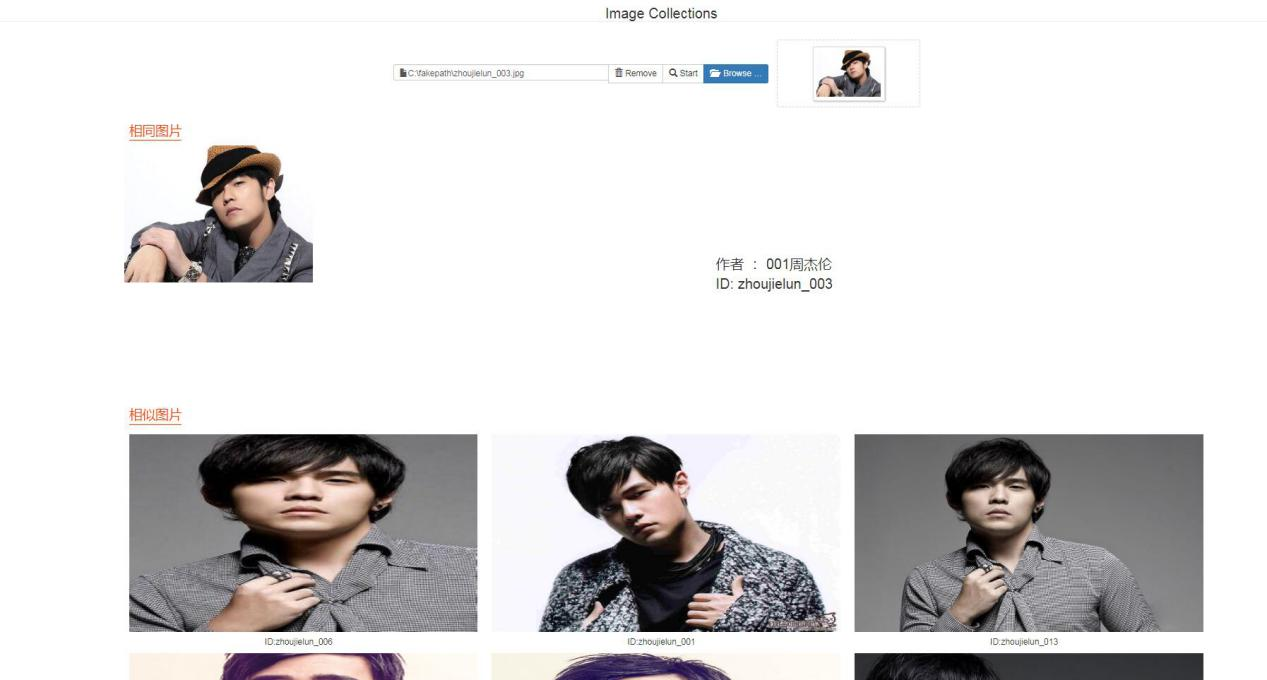 Image Collections
C:\fakepath\zhoujielun_003.jpg
Remove
Start
Browse ...
相同图片
作者 ： 001周杰伦
ID: zhoujielun_003
相似图片
ID:zhoujielun_006
ID:zhoujielun_001
ID:zhoujielun_013